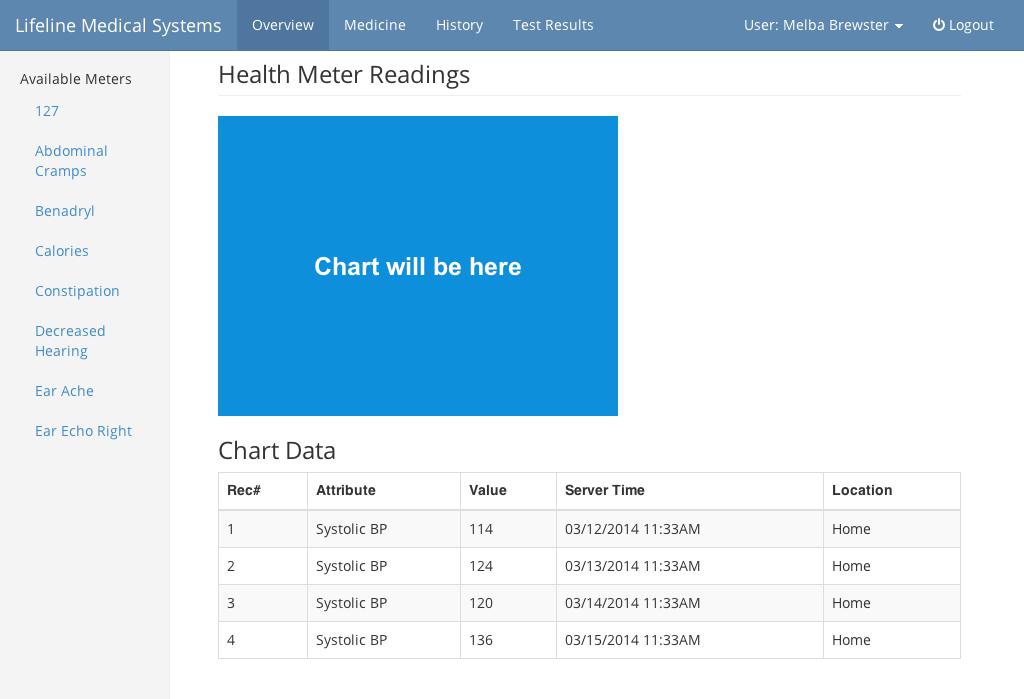 Lifeline Medical Systems Overview Medicine History Test Results User: Melba Brewster Logout
Available Meters
127
Abdominal
Cramps
Benadryl
Calories
Constipation
Decreased
Hearing
Ear Ache
Ear Echo Right
Health Meter Readings
Chart will be here
Chart Data
Rec# Attribute Value Server Time Location
1 Systolic BP 114 03/12/2014 11:33AM Home
2 Systolic BP 124 03/13/2014 11:33AM Home
3 Systolic BP 120 03/14/2014 11:33AM Home
4 Systolic BP 136 03/15/2014 11:33AM Home